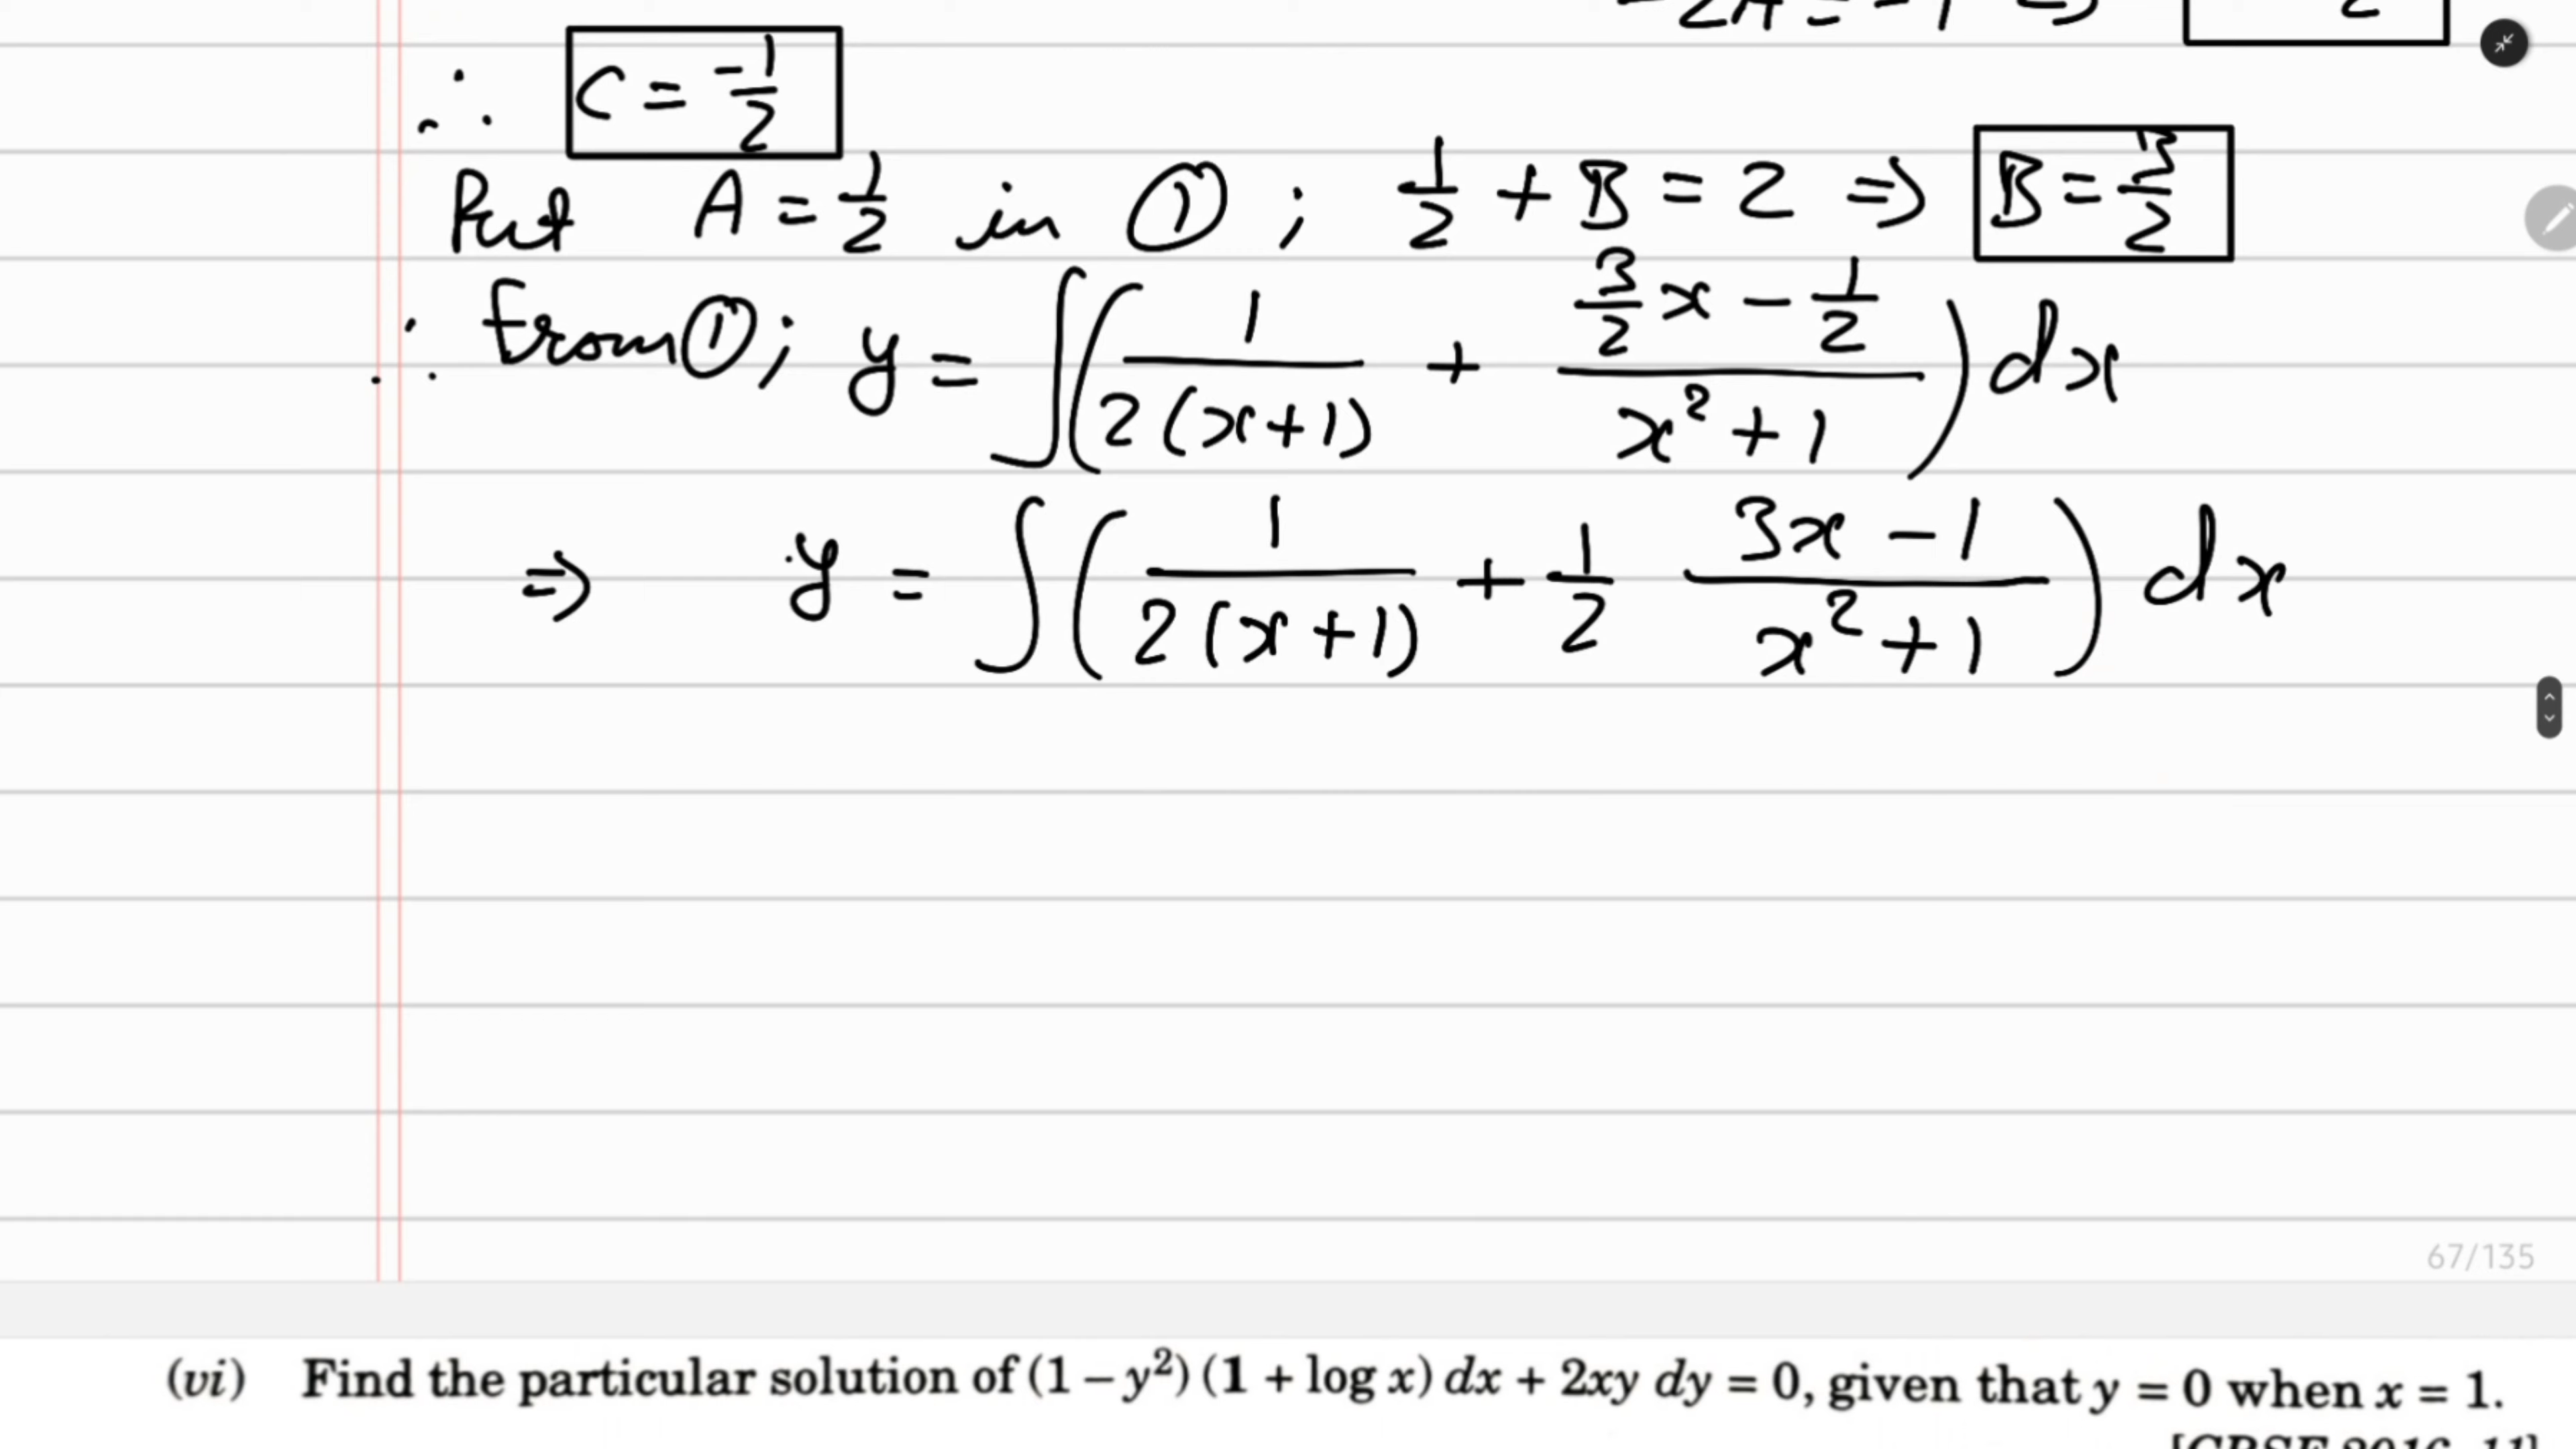 -2A = -1 ⇒
∴ C = -1/2
Put A = 1/2 in ①; 1/2 + B = 2 ⇒ B = 3/2
∴ From ①; y = ∫(1/(2(x+1)) + (3/2 x - 1/2)/(x²+1)) dx
⇒ y = ∫(1/(2(x+1)) + 1/2 (3x-1)/(x²+1)) dx
67/135
(vi) Find the particular solution of (1 – y²) (1 + log x) dx + 2xy dy = 0, given that y = 0 when x = 1.